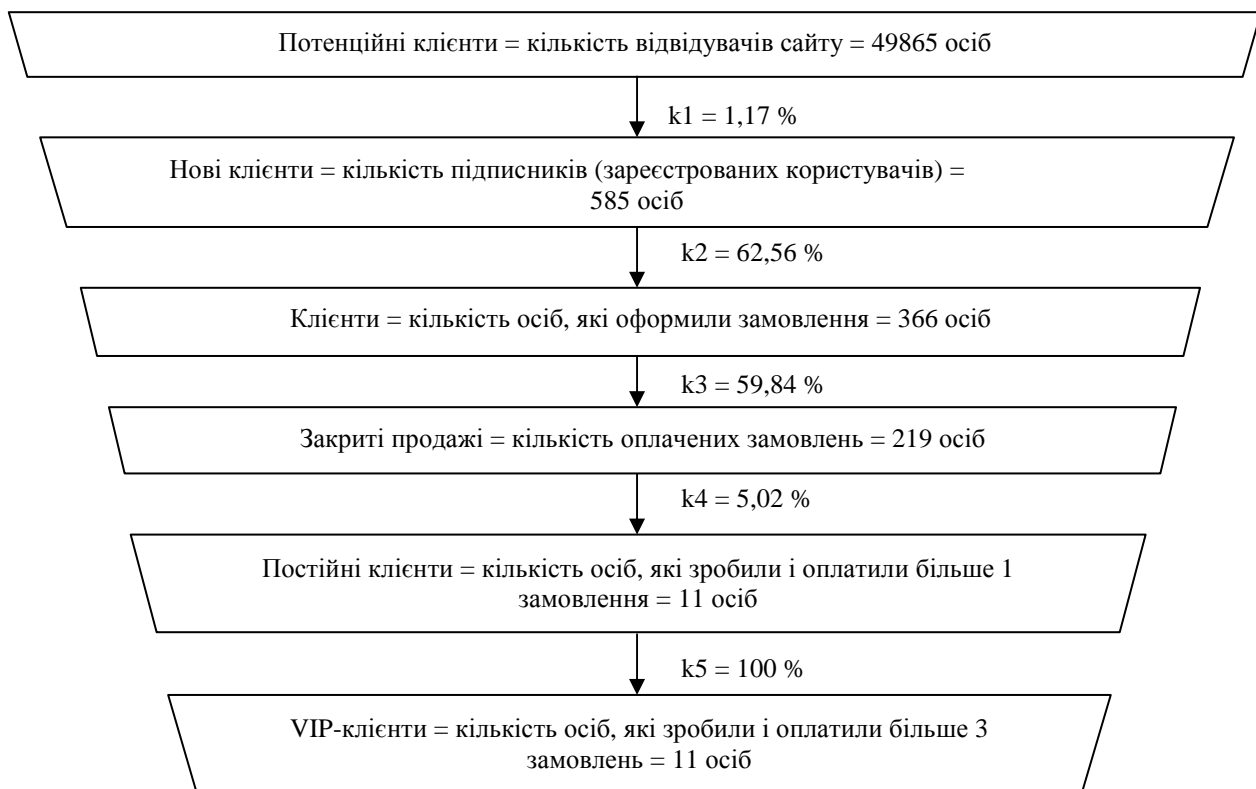 Потенційні клієнти = кількість відвідувачів сайту = 49865 осіб
k1 = 1,17 %
Нові клієнти = кількість підписників (зареєстрованих користувачів) =
585 осіб
k2 = 62,56 %
Клієнти = кількість осіб, які оформили замовлення = 366 осіб
k3 = 59,84 %
Закриті продажі = кількість оплачених замовлень = 219 осіб
k4 = 5,02 %
Постійні клієнти = кількість осіб, які зробили і оплатили більше 1
замовлення = 11 осіб
k5 = 100 %
VIP-клієнти = кількість осіб, які зробили і оплатили більше 3
замовлень = 11 осіб